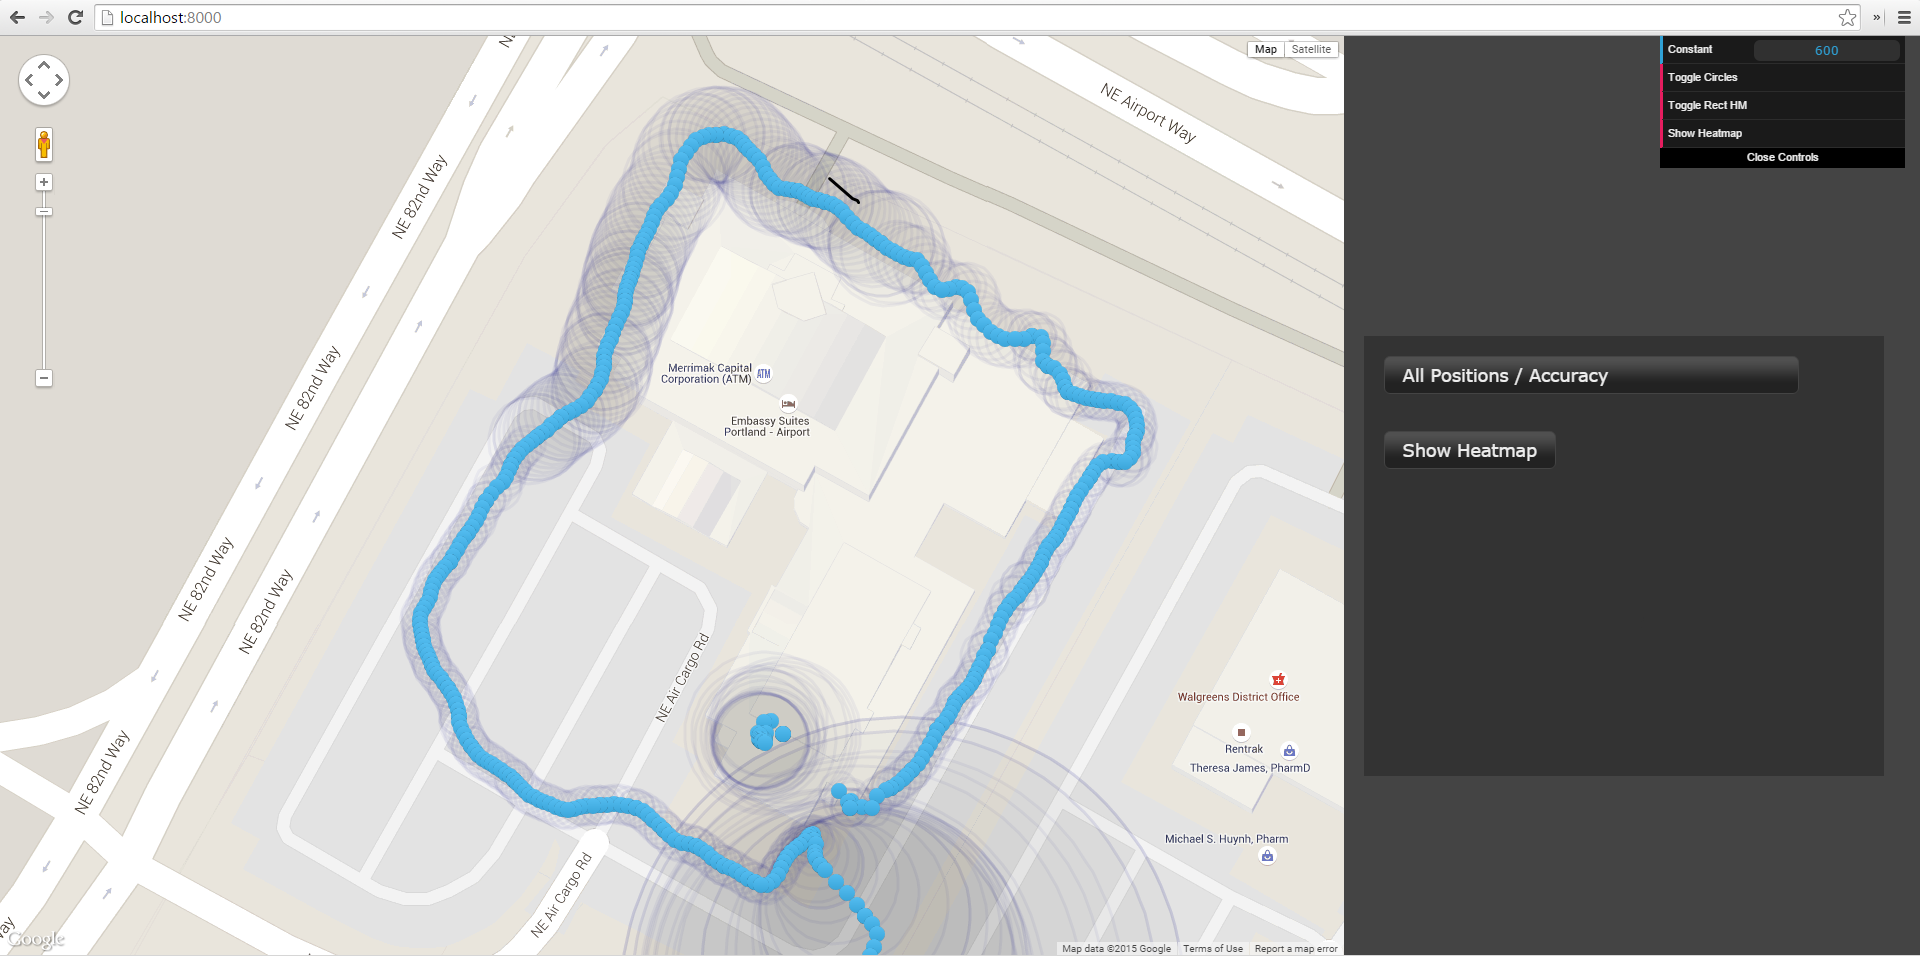 localhost:8000
»
Map Satellite
Constant 600
Toggle Circles
Toggle Rect HM
Show Heatmap
Close Controls
NE Airport Way
NE 82nd Way
NE 82nd Way
NE 82nd Way
NE 82nd Way
NE 82nd Way
Merrimak Capital
Corporation (ATM)
ATM
Embassy Suites
Portland - Airport
All Positions / Accuracy
Show Heatmap
NE Air Cargo Rd
Walgreens District Office
Rentrak
Theresa James, PharmD
Michael S. Huynh, Pharm
NE Air Cargo Rd
Way
Google
Map data ©2015 Google Terms of Use Report a map error